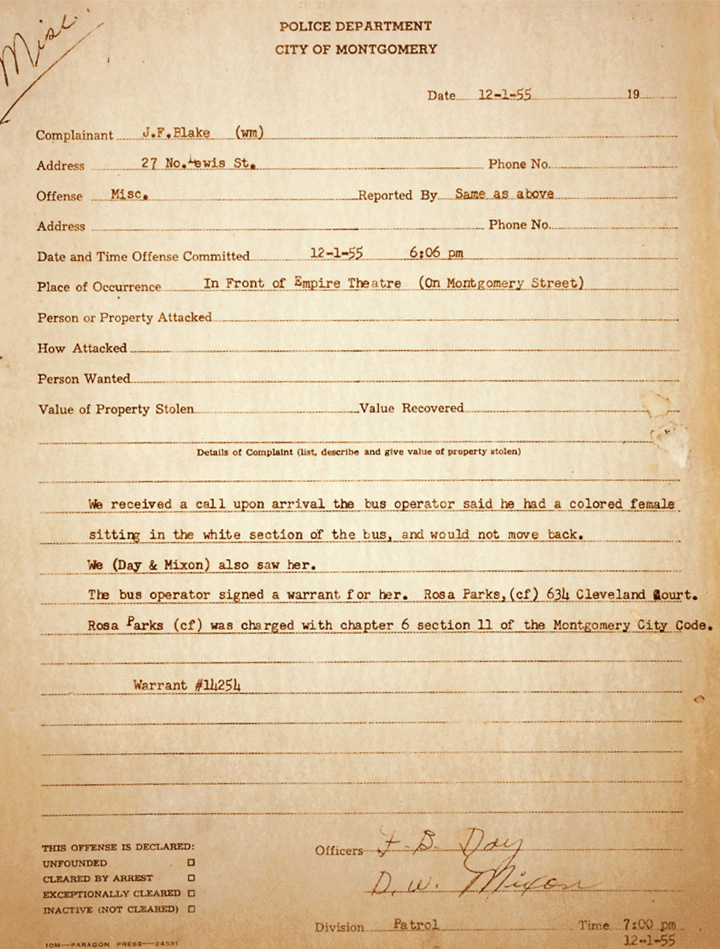 Misc.
POLICE DEPARTMENT
CITY OF MONTGOMERY
Date 12-1-55 19
Complainant J.F.Blake (wm)
Address 27 No.Lewis St. Phone No.
Offense Misc. Reported By Same as above
Address Phone No.
Date and Time Offense Committed 12-1-55 6:06 pm
Place of Occurrence In Front of Empire Theatre (On Montgomery Street)
Person or Property Attacked
How Attacked
Person Wanted
Value of Property Stolen Value Recovered
Details of Complaint (list, describe and give value of property stolen)
We received a call upon arrival the bus operator said he had a colored female
sitting in the white section of the bus, and would not move back.
We (Day & Mixon) also saw her.
The bus operator signed a warrant for her. Rosa Parks,(cf) 634 Cleveland Court.
Rosa Parks (cf) was charged with chapter 6 section 11 of the Montgomery City Code.
Warrant #14254
THIS OFFENSE IS DECLARED:
UNFOUNDED
CLEARED BY ARREST
EXCEPTIONALLY CLEARED
INACTIVE (NOT CLEARED)
Officers F. B. Day
D. W. Mixon
Division Patrol Time 7:00 pm
12-1-55
10M—PARAGON PRESS—24591